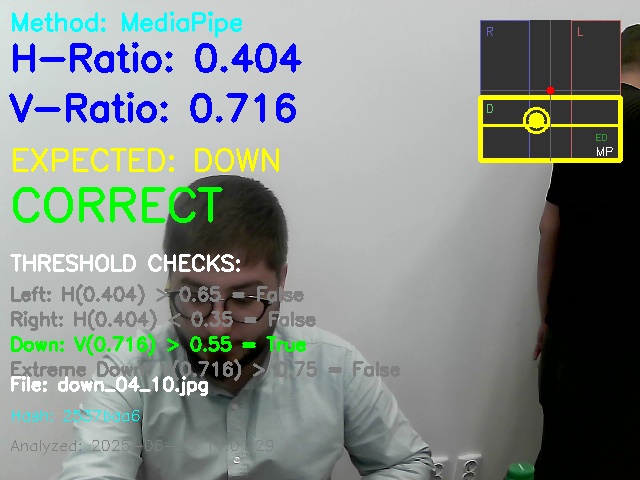 Method: MediaPipe
H-Ratio: 0.404
V-Ratio: 0.716
EXPECTED: DOWN
CORRECT
THRESHOLD CHECKS:
Left: H(0.404) > 0.65 = False
Right: H(0.404) < 0.35 = False
Down: V(0.716) > 0.55 = True
Extreme Down: V(0.716) > 0.75 = False
File: down_04_10.jpg
Hash:
Analyzed:
R L
D
ED
MP